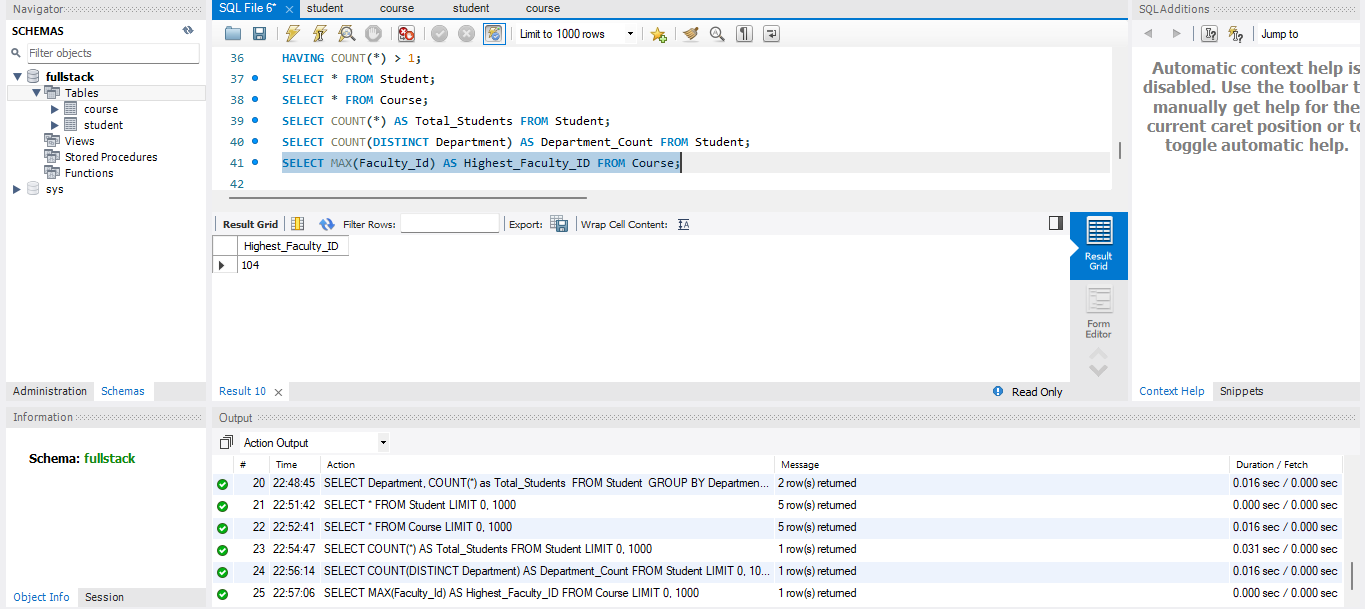 Navigator
SCHEMAS
Filter objects
fullstack
Tables
course
student
Views
Stored Procedures
Functions
sys
Administration Schemas
Information
Schema: fullstack
Object Info Session
SQL File 6* student course student course
Limit to 1000 rows
36 HAVING COUNT(*) > 1;
37 SELECT * FROM Student;
38 SELECT * FROM Course;
39 SELECT COUNT(*) AS Total_Students FROM Student;
40 SELECT COUNT(DISTINCT Department) AS Department_Count FROM Student;
41 SELECT MAX(Faculty_Id) AS Highest_Faculty_ID FROM Course;
42
Result Grid Filter Rows: Export: Wrap Cell Content:
Highest_Faculty_ID
104
Result Grid
Form Editor
Result 10 Read Only
Output
Action Output
# Time Action Message Duration / Fetch
20 22:48:45 SELECT Department, COUNT(*) as Total_Students FROM Student GROUP BY Departmen... 2 row(s) returned 0.016 sec / 0.000 sec
21 22:51:42 SELECT * FROM Student LIMIT 0, 1000 5 row(s) returned 0.000 sec / 0.000 sec
22 22:52:41 SELECT * FROM Course LIMIT 0, 1000 5 row(s) returned 0.016 sec / 0.000 sec
23 22:54:47 SELECT COUNT(*) AS Total_Students FROM Student LIMIT 0, 1000 1 row(s) returned 0.031 sec / 0.000 sec
24 22:56:14 SELECT COUNT(DISTINCT Department) AS Department_Count FROM Student LIMIT 0, 10... 1 row(s) returned 0.016 sec / 0.000 sec
25 22:57:06 SELECT MAX(Faculty_Id) AS Highest_Faculty_ID FROM Course LIMIT 0, 1000 1 row(s) returned 0.000 sec / 0.000 sec
SQLAdditions
Jump to
Automatic context help is
disabled. Use the toolbar t
manually get help for the
current caret position or to
toggle automatic help.
Context Help Snippets